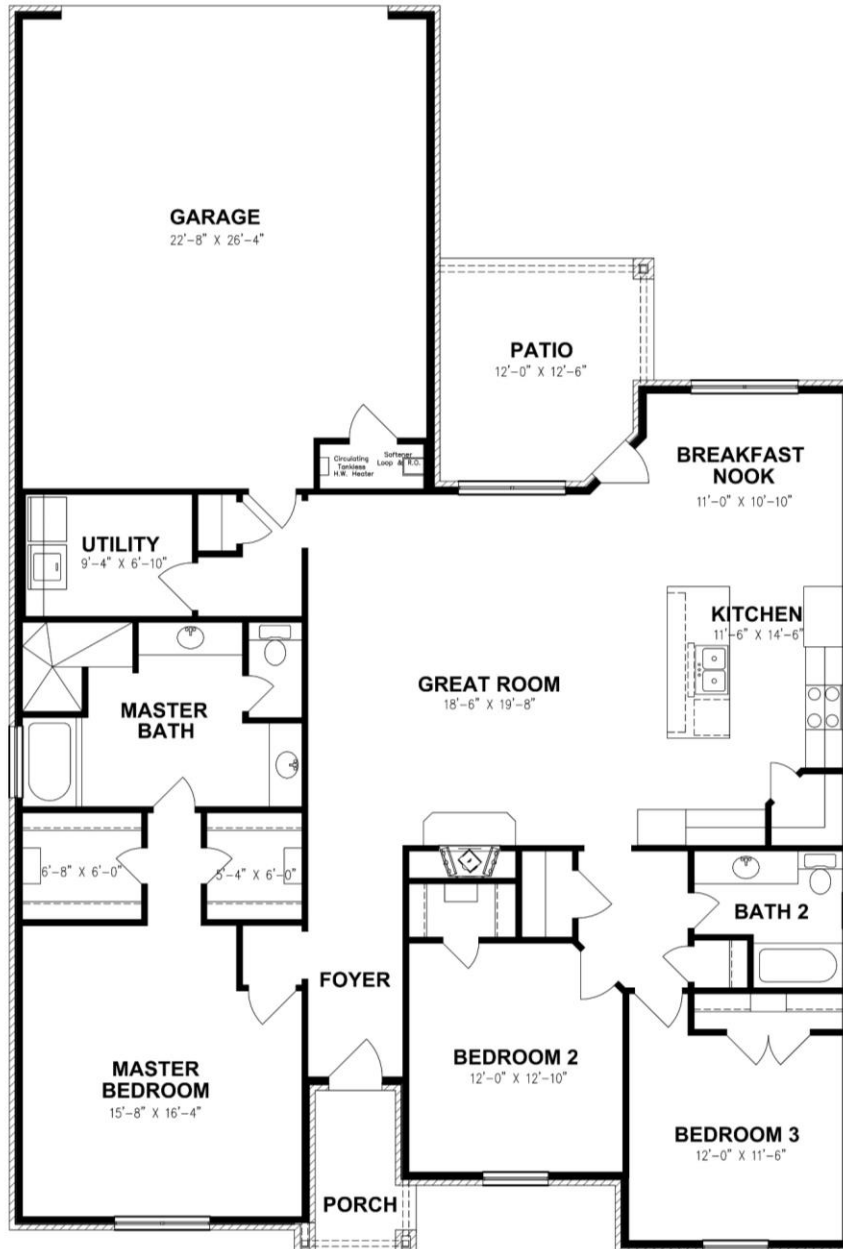 GARAGE
22'-8" X 26'-4"
PATIO
12'-0" X 12'-6"
Circulating
Tankless
H.W. Heater
Softener
Loop & R.O.
BREAKFAST
NOOK
11'-0" X 10'-10"
UTILITY
9'-4" X 6'-10"
KITCHEN
11'-6" X 14'-6"
GREAT ROOM
18'-6" X 19'-8"
MASTER
BATH
6'-8" X 6'-0"
5'-4" X 6'-0"
BATH 2
FOYER
MASTER
BEDROOM
15'-8" X 16'-4"
BEDROOM 2
12'-0" X 12'-10"
BEDROOM 3
12'-0" X 11'-6"
PORCH